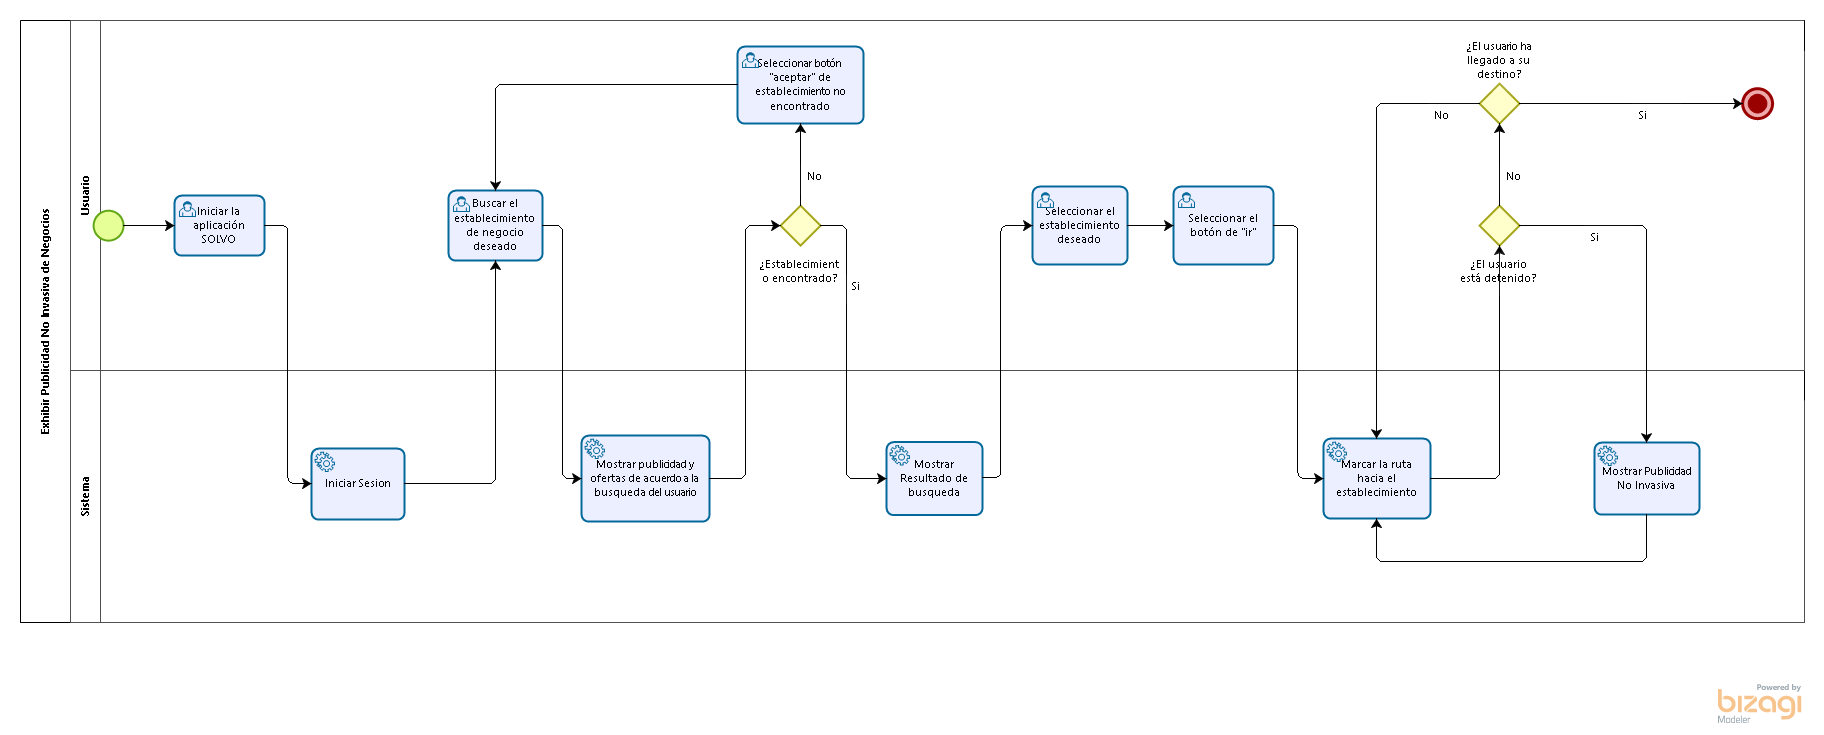 Exhibir Publicidad No Invasiva de Negocios
Usuario
Iniciar la
aplicación
SOLVO
Buscar el
establecimiento
de negocio
deseado
Seleccionar botón
"aceptar" de
establecimiento no
encontrado
No
¿Establecimient
o encontrado?
Si
Seleccionar el
establecimiento
deseado
Seleccionar el
botón de "ir"
¿El usuario ha
llegado a su
destino?
No
Si
No
Si
¿El usuario
está detenido?
Sistema
Iniciar Sesion
Mostrar publicidad y
ofertas de acuerdo a la
busqueda del usuario
Mostrar
Resultado de
busqueda
Marcar la ruta
hacia el
establecimiento
Mostrar Publicidad
No Invasiva
Powered by
bizagi
Modeler